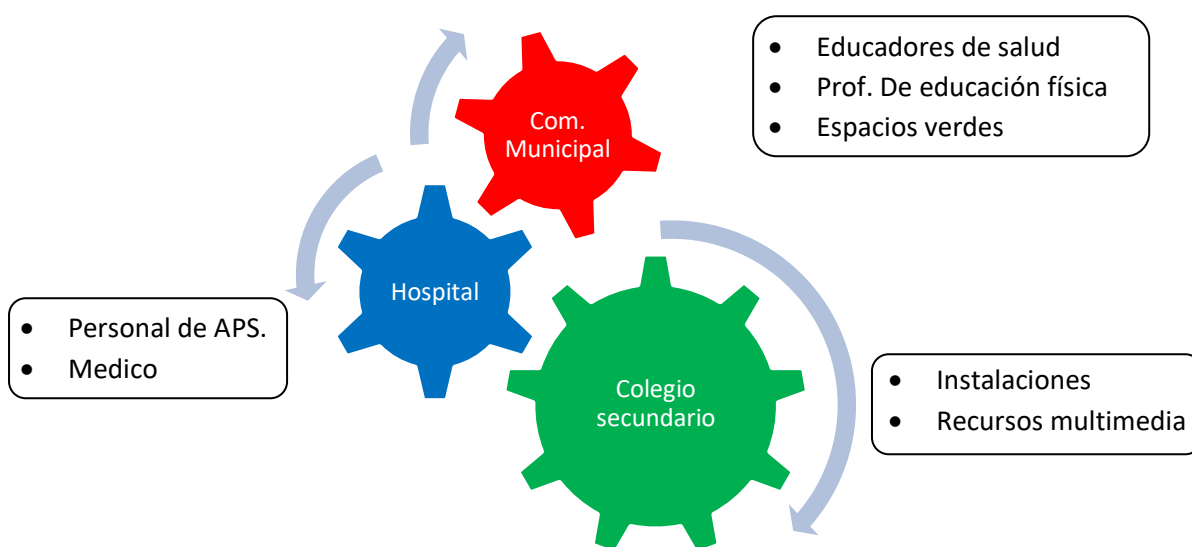 Com.
Municipal
• Educadores de salud
• Prof. De educación física
• Espacios verdes
Hospital
• Personal de APS.
• Medico
Colegio
secundario
• Instalaciones
• Recursos multimedia